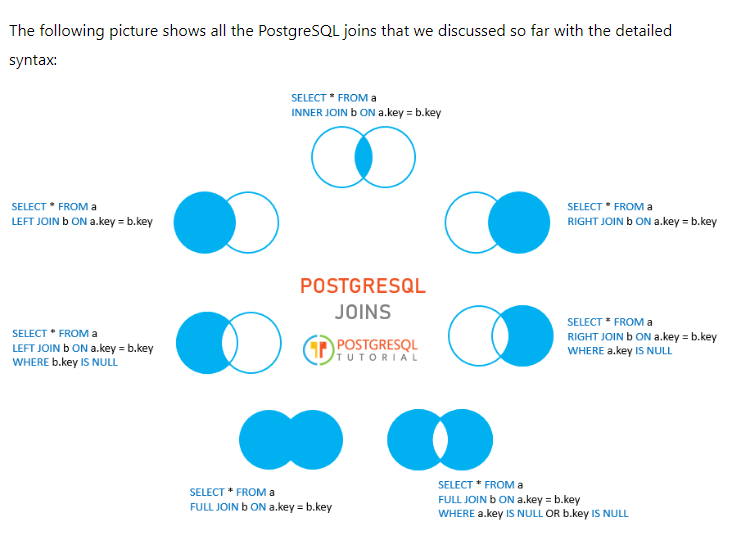 The following picture shows all the PostgreSQL joins that we discussed so far with the detailed
syntax:
SELECT * FROM a
INNER JOIN b ON a.key = b.key
SELECT * FROM a
LEFT JOIN b ON a.key = b.key
SELECT * FROM a
RIGHT JOIN b ON a.key = b.key
POSTGRESQL
JOINS
POSTGRESQL
TUTORIAL
SELECT * FROM a
LEFT JOIN b ON a.key = b.key
WHERE b.key IS NULL
SELECT * FROM a
RIGHT JOIN b ON a.key = b.key
WHERE a.key IS NULL
SELECT * FROM a
FULL JOIN b ON a.key = b.key
SELECT * FROM a
FULL JOIN b ON a.key = b.key
WHERE a.key IS NULL OR b.key IS NULL